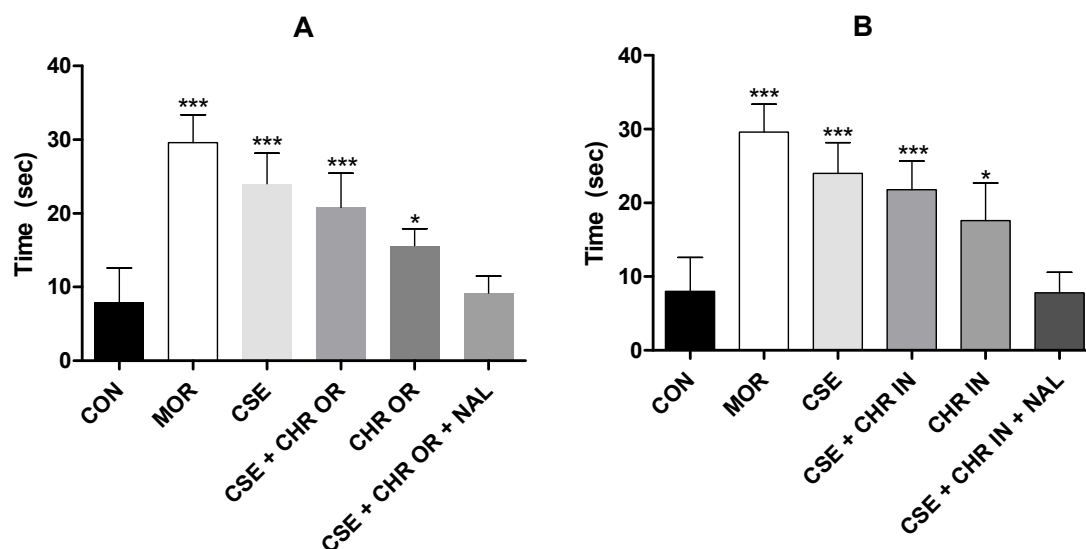 A
Time (sec)
40
30
20
10
0
***
***
***
*
CON
MOR
CSE
CSE + CHR OR
CHR OR
CSE + CHR OR + NAL
B
Time (sec)
40
30
20
10
0
***
***
***
*
CON
MOR
CSE
CSE + CHR IN
CHR IN
CSE + CHR IN + NAL